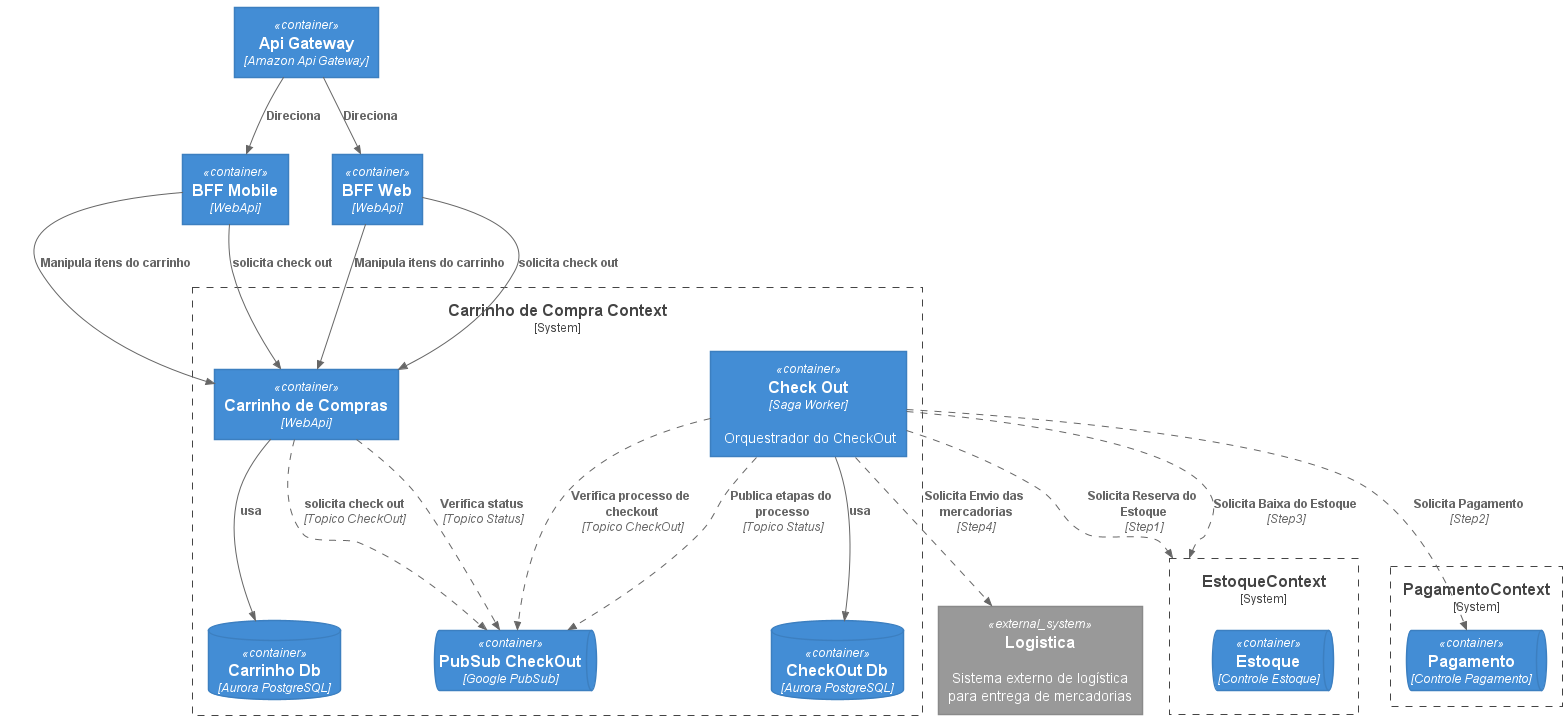 «container»
Api Gateway
[Amazon Api Gateway]
Direciona
Direciona
«container»
BFF Mobile
[WebApi]
«container»
BFF Web
[WebApi]
Manipula itens do carrinho
solicita check out
Manipula itens do carrinho
solicita check out
Carrinho de Compra Context
[System]
«container»
Carrinho de Compras
[WebApi]
«container»
Check Out
[Saga Worker]
Orquestrador do CheckOut
usa
solicita check out
[Topico CheckOut]
Verifica status
[Topico Status]
Verifica processo de
checkout
[Topico CheckOut]
Publica etapas do
processo
[Topico Status]
usa
Solicita Envio das
mercadorias
[Step4]
Solicita Reserva do
Estoque
[Step1]
Solicita Baixa do Estoque
[Step3]
Solicita Pagamento
[Step2]
«container»
Carrinho Db
[Aurora PostgreSQL]
«container»
PubSub CheckOut
[Google PubSub]
«container»
CheckOut Db
[Aurora PostgreSQL]
«external_system»
Logistica
Sistema externo de logística
para entrega de mercadorias
EstoqueContext
[System]
«container»
Estoque
[Controle Estoque]
PagamentoContext
[System]
«container»
Pagamento
[Controle Pagamento]